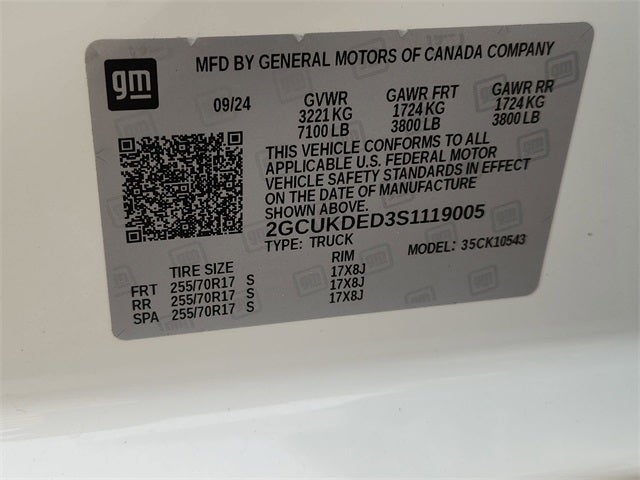 gm
MFD BY GENERAL MOTORS OF CANADA COMPANY
09/24 GVWR GAWR FRT GAWR RR
3221 KG 1724 KG 1724 KG
7100 LB 3800 LB 3800 LB
THIS VEHICLE CONFORMS TO ALL
APPLICABLE U.S. FEDERAL MOTOR
VEHICLE SAFETY STANDARDS IN EFFECT
ON THE DATE OF MANUFACTURE
SHOWN ABOVE.
2GCUKDED3S1119005
TYPE: TRUCK MODEL: 35CK10543
TIRE SIZE RIM
FRT 255/70R17 S 17X8J
RR 255/70R17 S 17X8J
SPA 255/70R17 S 17X8J